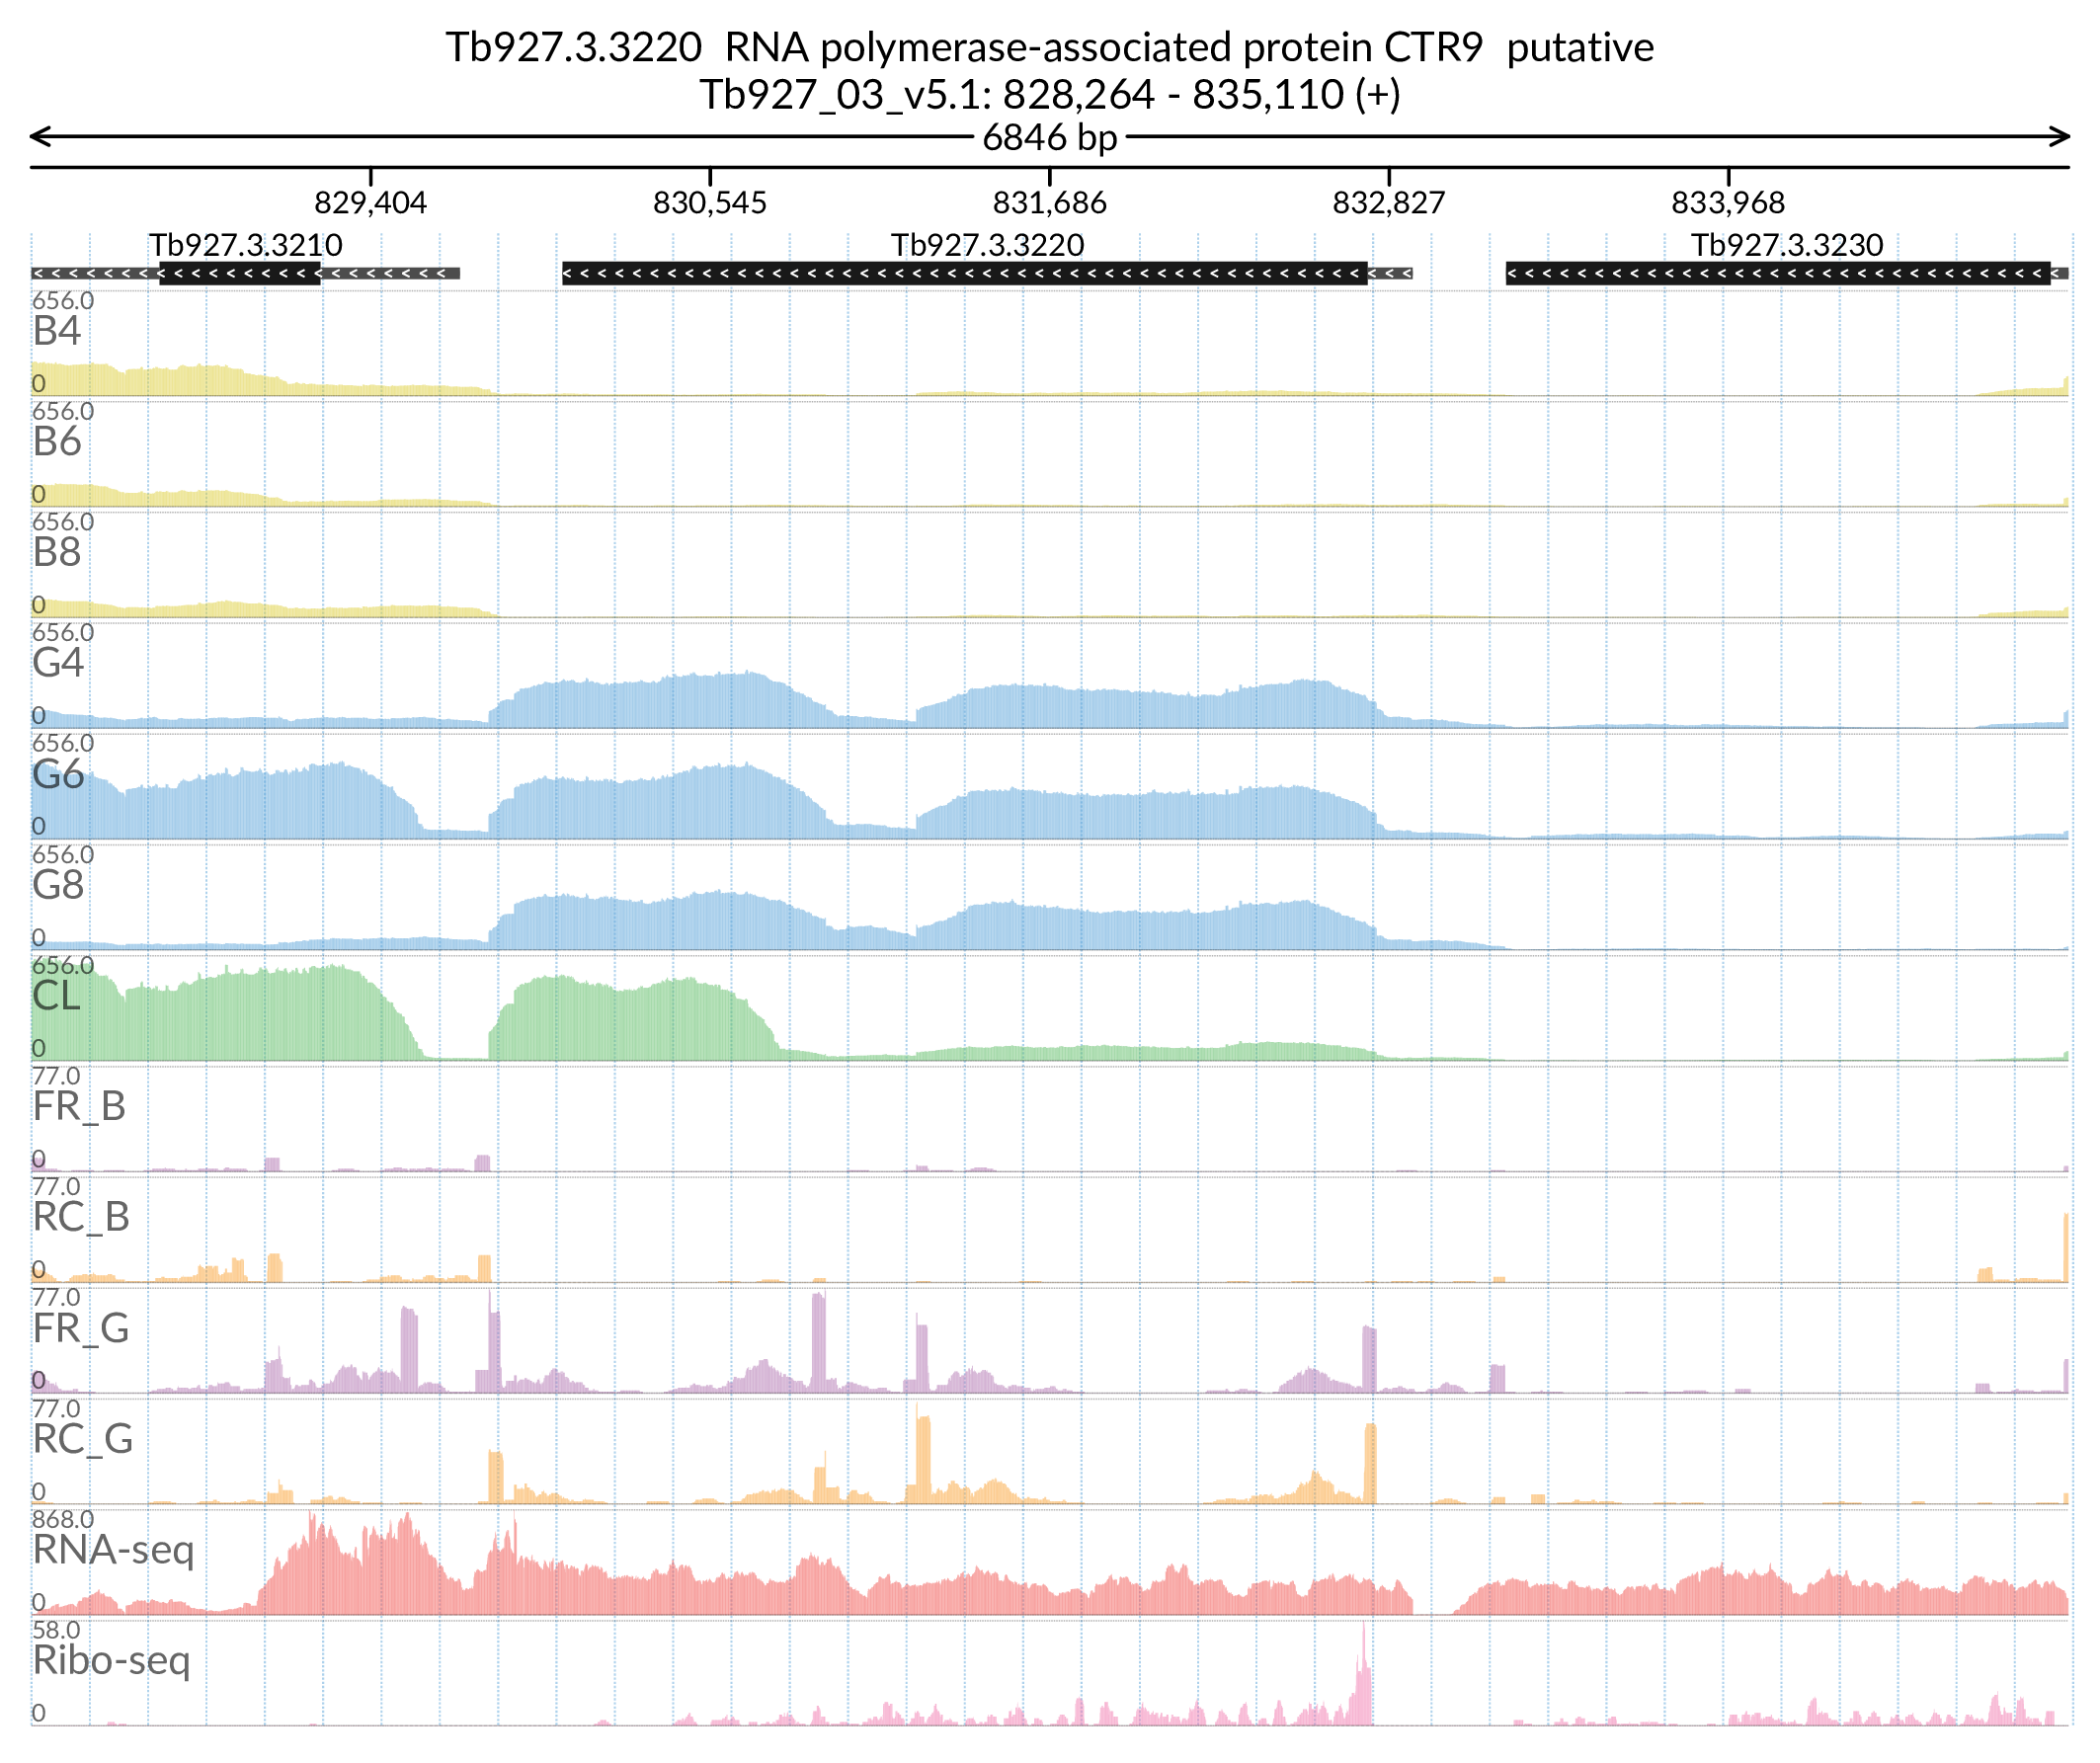 Tb927.3.3220  RNA polymerase-associated protein CTR9  putative
Tb927_03_v5.1: 828,264 - 835,110 (+)
6846 bp
829,404 830,545 831,686 832,827 833,968
Tb927.3.3210 Tb927.3.3220 Tb927.3.3230
656.0
B4
0
656.0
B6
0
656.0
B8
0
656.0
G4
0
656.0
G6
0
656.0
G8
0
656.0
CL
0
77.0
FR_B
0
77.0
RC_B
0
77.0
FR_G
0
77.0
RC_G
0
868.0
RNA-seq
0
58.0
Ribo-seq
0